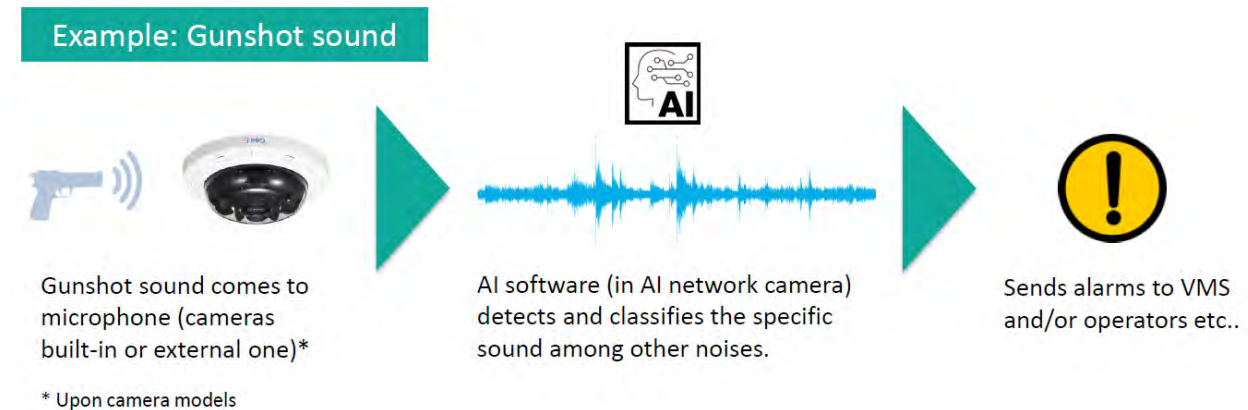 Example: Gunshot sound
AI
i-PRO
Gunshot sound comes to
microphone (cameras
built-in or external one)*
AI software (in AI network camera)
detects and classifies the specific
sound among other noises.
Sends alarms to VMS
and/or operators etc..
* Upon camera models